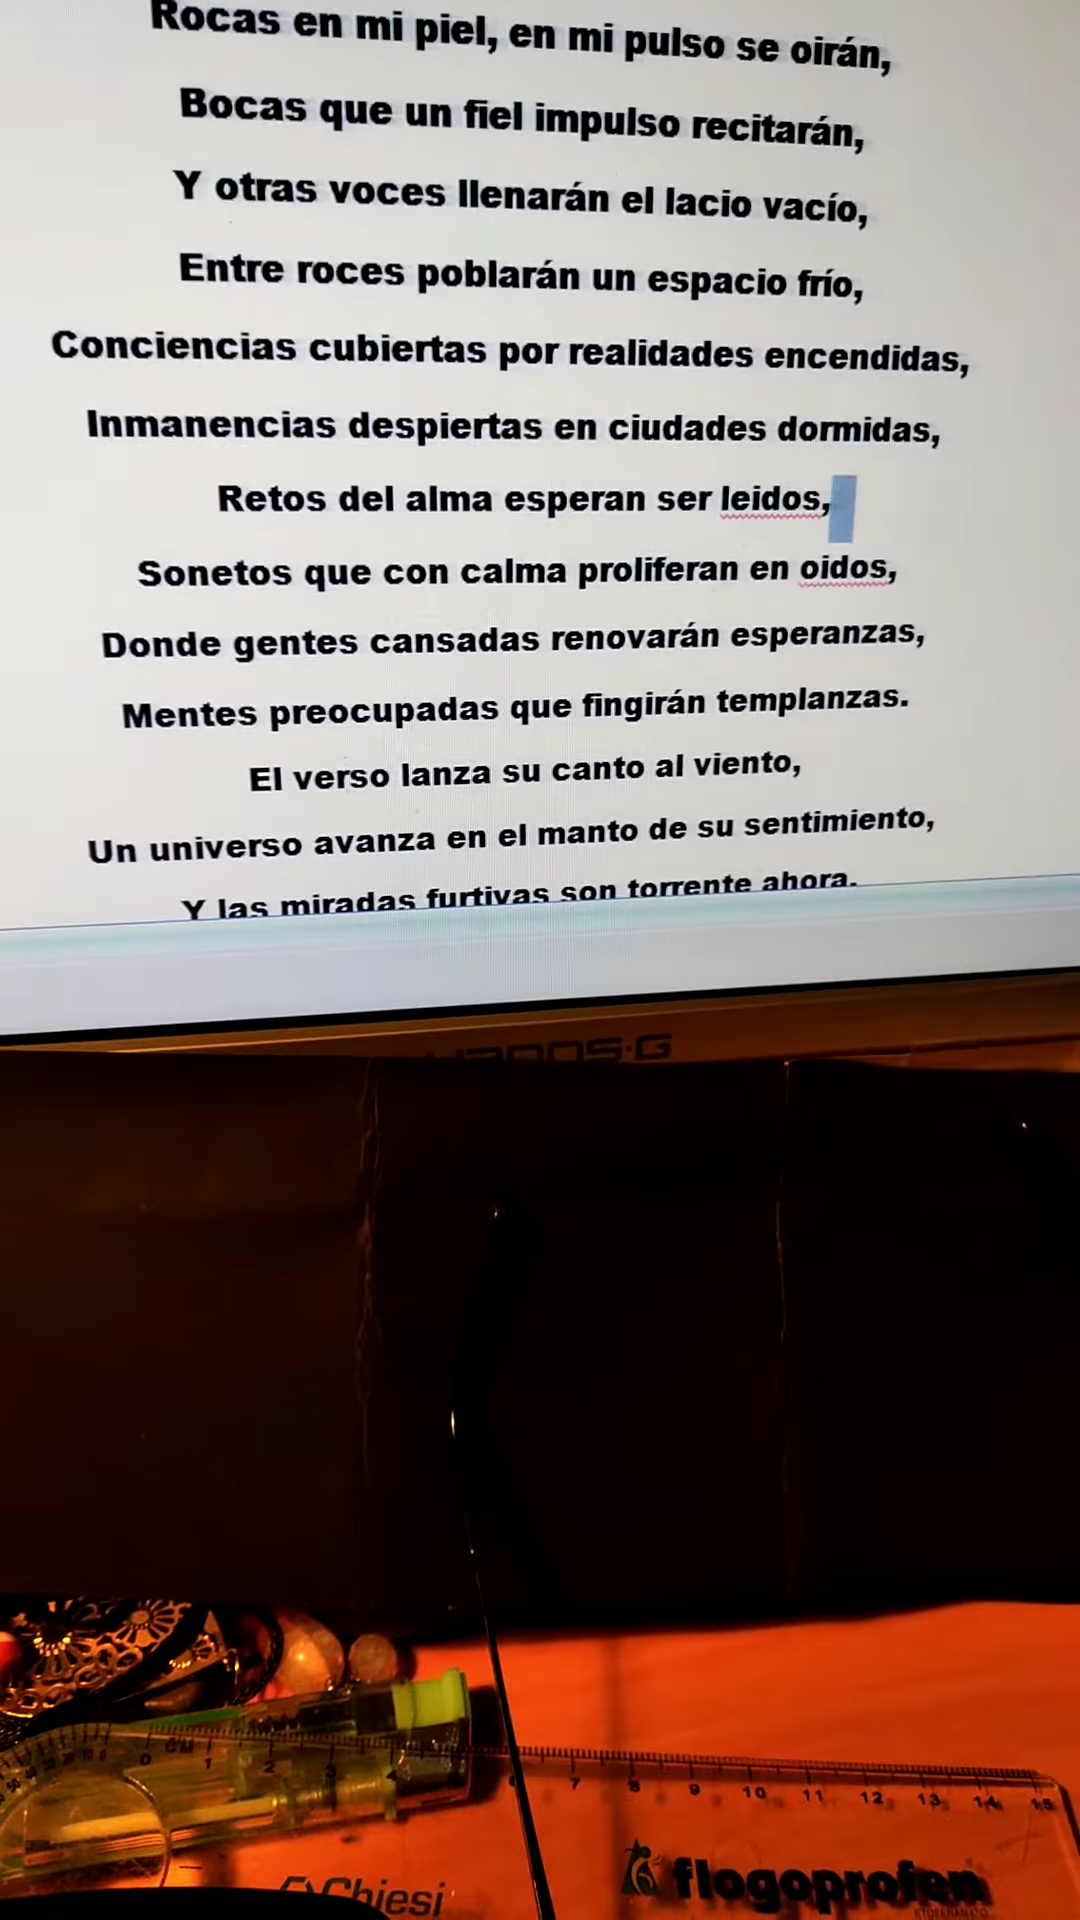 Rocas en mi piel, en mi pulso se oirán,
Bocas que un fiel impulso recitarán,
Y otras voces llenarán el lacio vacío,
Entre roces poblarán un espacio frío,
Conciencias cubiertas por realidades encendidas,
Inmanencias despiertas en ciudades dormidas,
Retos del alma esperan ser leidos,
Sonetos que con calma proliferan en oidos,
Donde gentes cansadas renovarán esperanzas,
Mentes preocupadas que fingirán templanzas.
El verso lanza su canto al viento,
Un universo avanza en el manto de su sentimiento,
Y las miradas furtivas son torrente ahora.
CM 0 1 2 3 4 7 8 9 10 11 12 13 14 15
Chiesi
flogoprofen